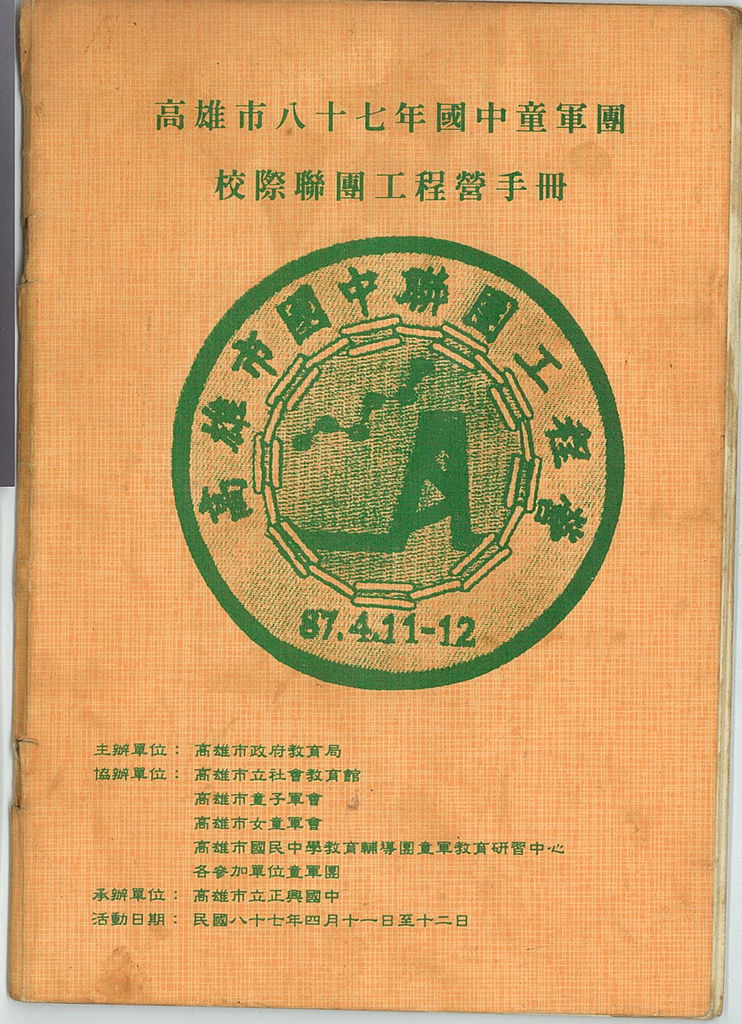 高雄市八十七年國中童軍團
校際聯團工程營手冊
高雄市國中聯團工程營
87.4.11-12
主辦單位：高雄市政府教育局
協辦單位：高雄市立社會教育館
高雄市童子軍會
高雄市女童軍會
高雄市國民中學教育輔導團童軍教育研習中心
各參加單位童軍團
承辦單位：高雄市立正興國中
活動日期：民國八十七年四月十一日至十二日